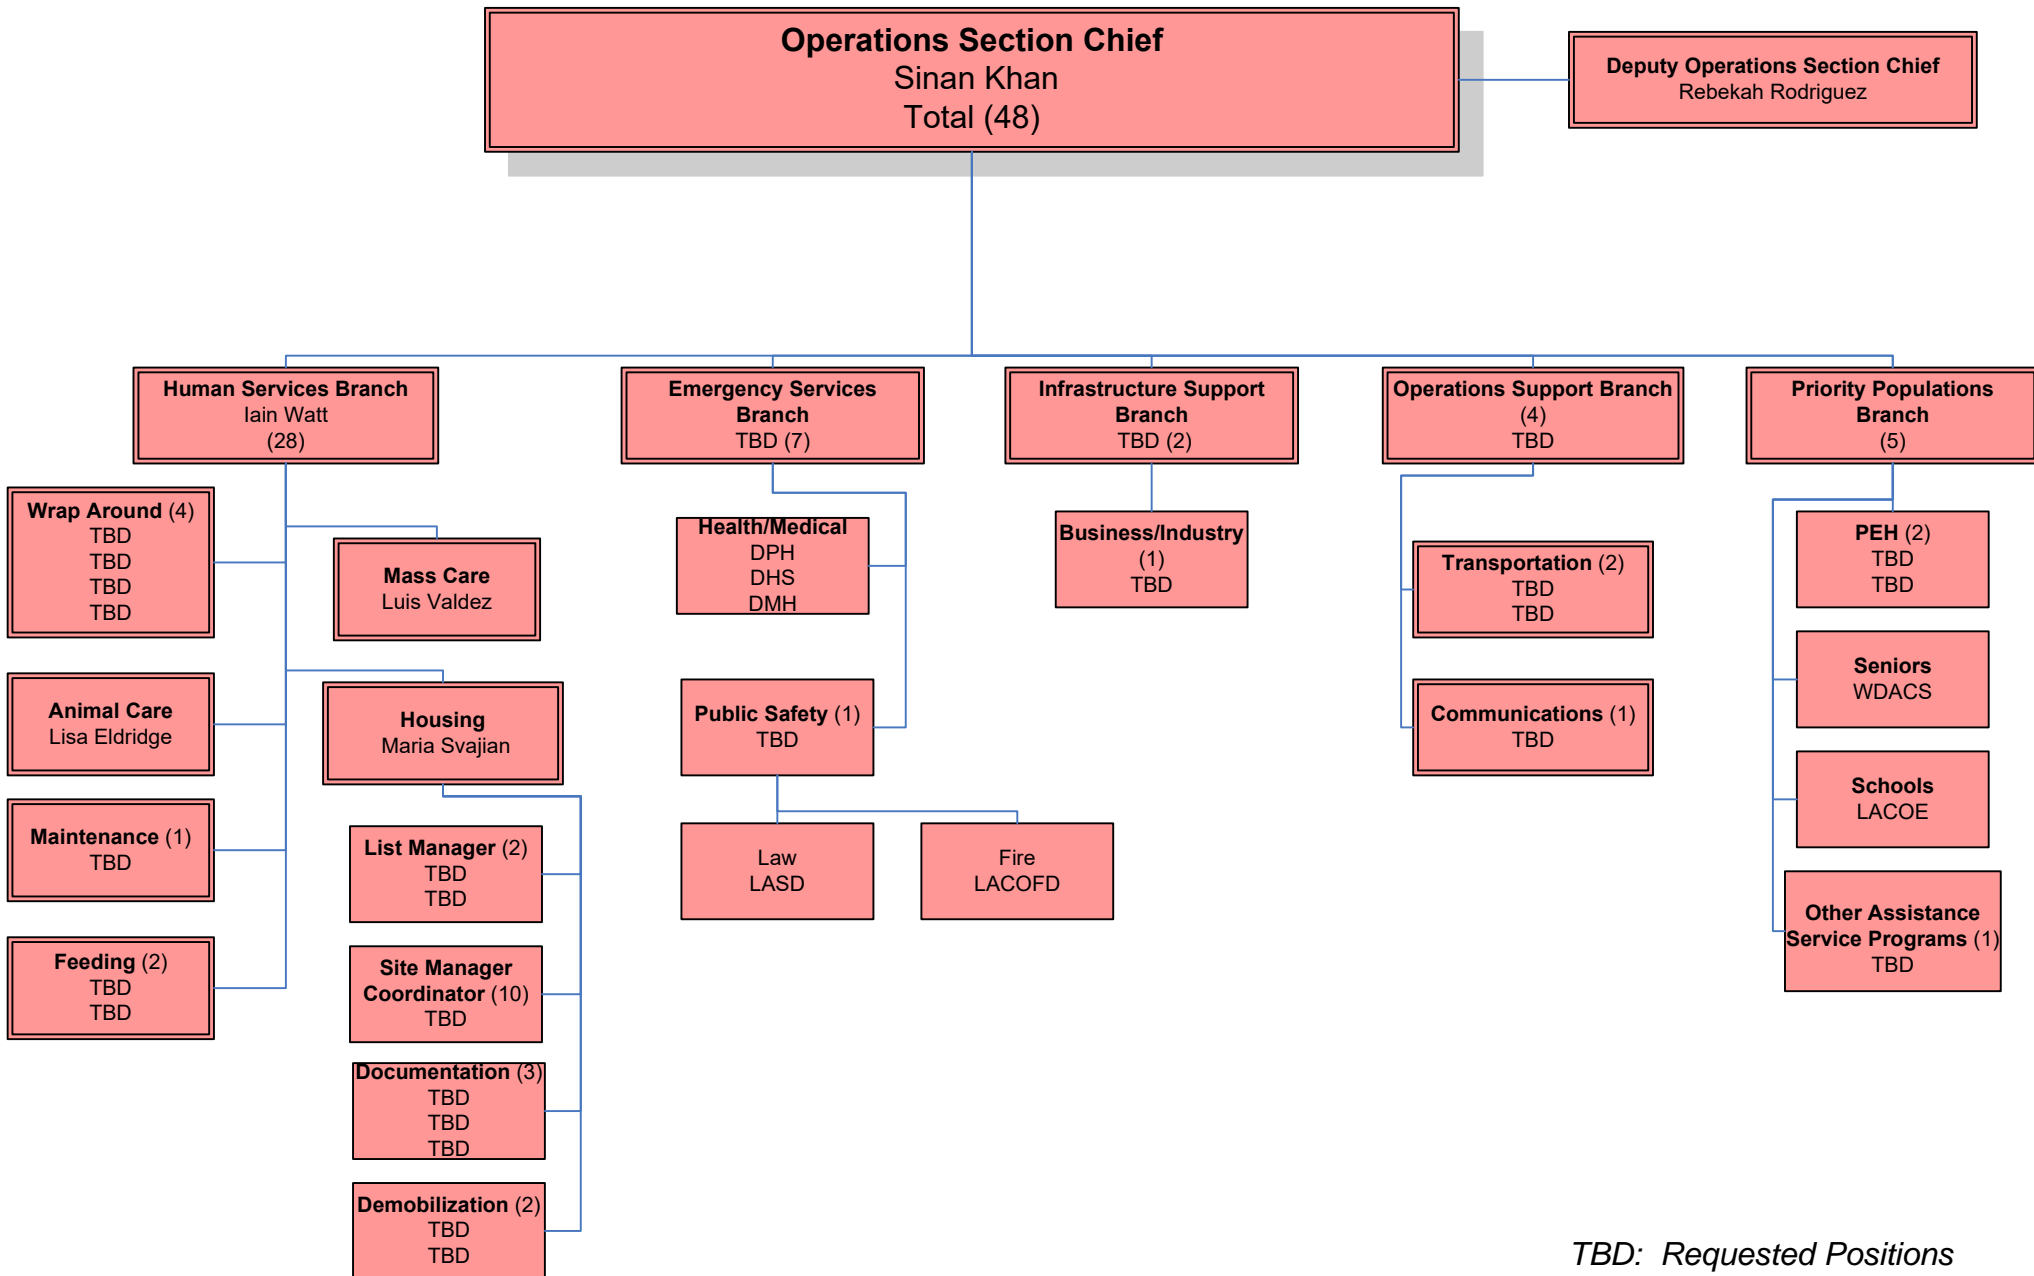 Operations Section Chief
Sinan Khan
Total (48)
Deputy Operations Section Chief
Rebekah Rodriguez
Human Services Branch
Iain Watt
(28)
Wrap Around (4)
TBD
TBD
TBD
TBD
Mass Care
Luis Valdez
Animal Care
Lisa Eldridge
Housing
Maria Svajian
Maintenance (1)
TBD
Feeding (2)
TBD
TBD
List Manager (2)
TBD
TBD
Site Manager
Coordinator (10)
TBD
Documentation (3)
TBD
TBD
TBD
Demobilization (2)
TBD
TBD
Emergency Services
Branch
TBD (7)
Health/Medical
DPH
DHS
DMH
Public Safety (1)
TBD
Law
LASD
Fire
LACOFD
Infrastructure Support
Branch
TBD (2)
Business/Industry
(1)
TBD
Operations Support Branch
(4)
TBD
Transportation (2)
TBD
TBD
Communications (1)
TBD
Priority Populations
Branch
(5)
PEH (2)
TBD
TBD
Seniors
WDACS
Schools
LACOE
Other Assistance
Service Programs (1)
TBD
TBD: Requested Positions